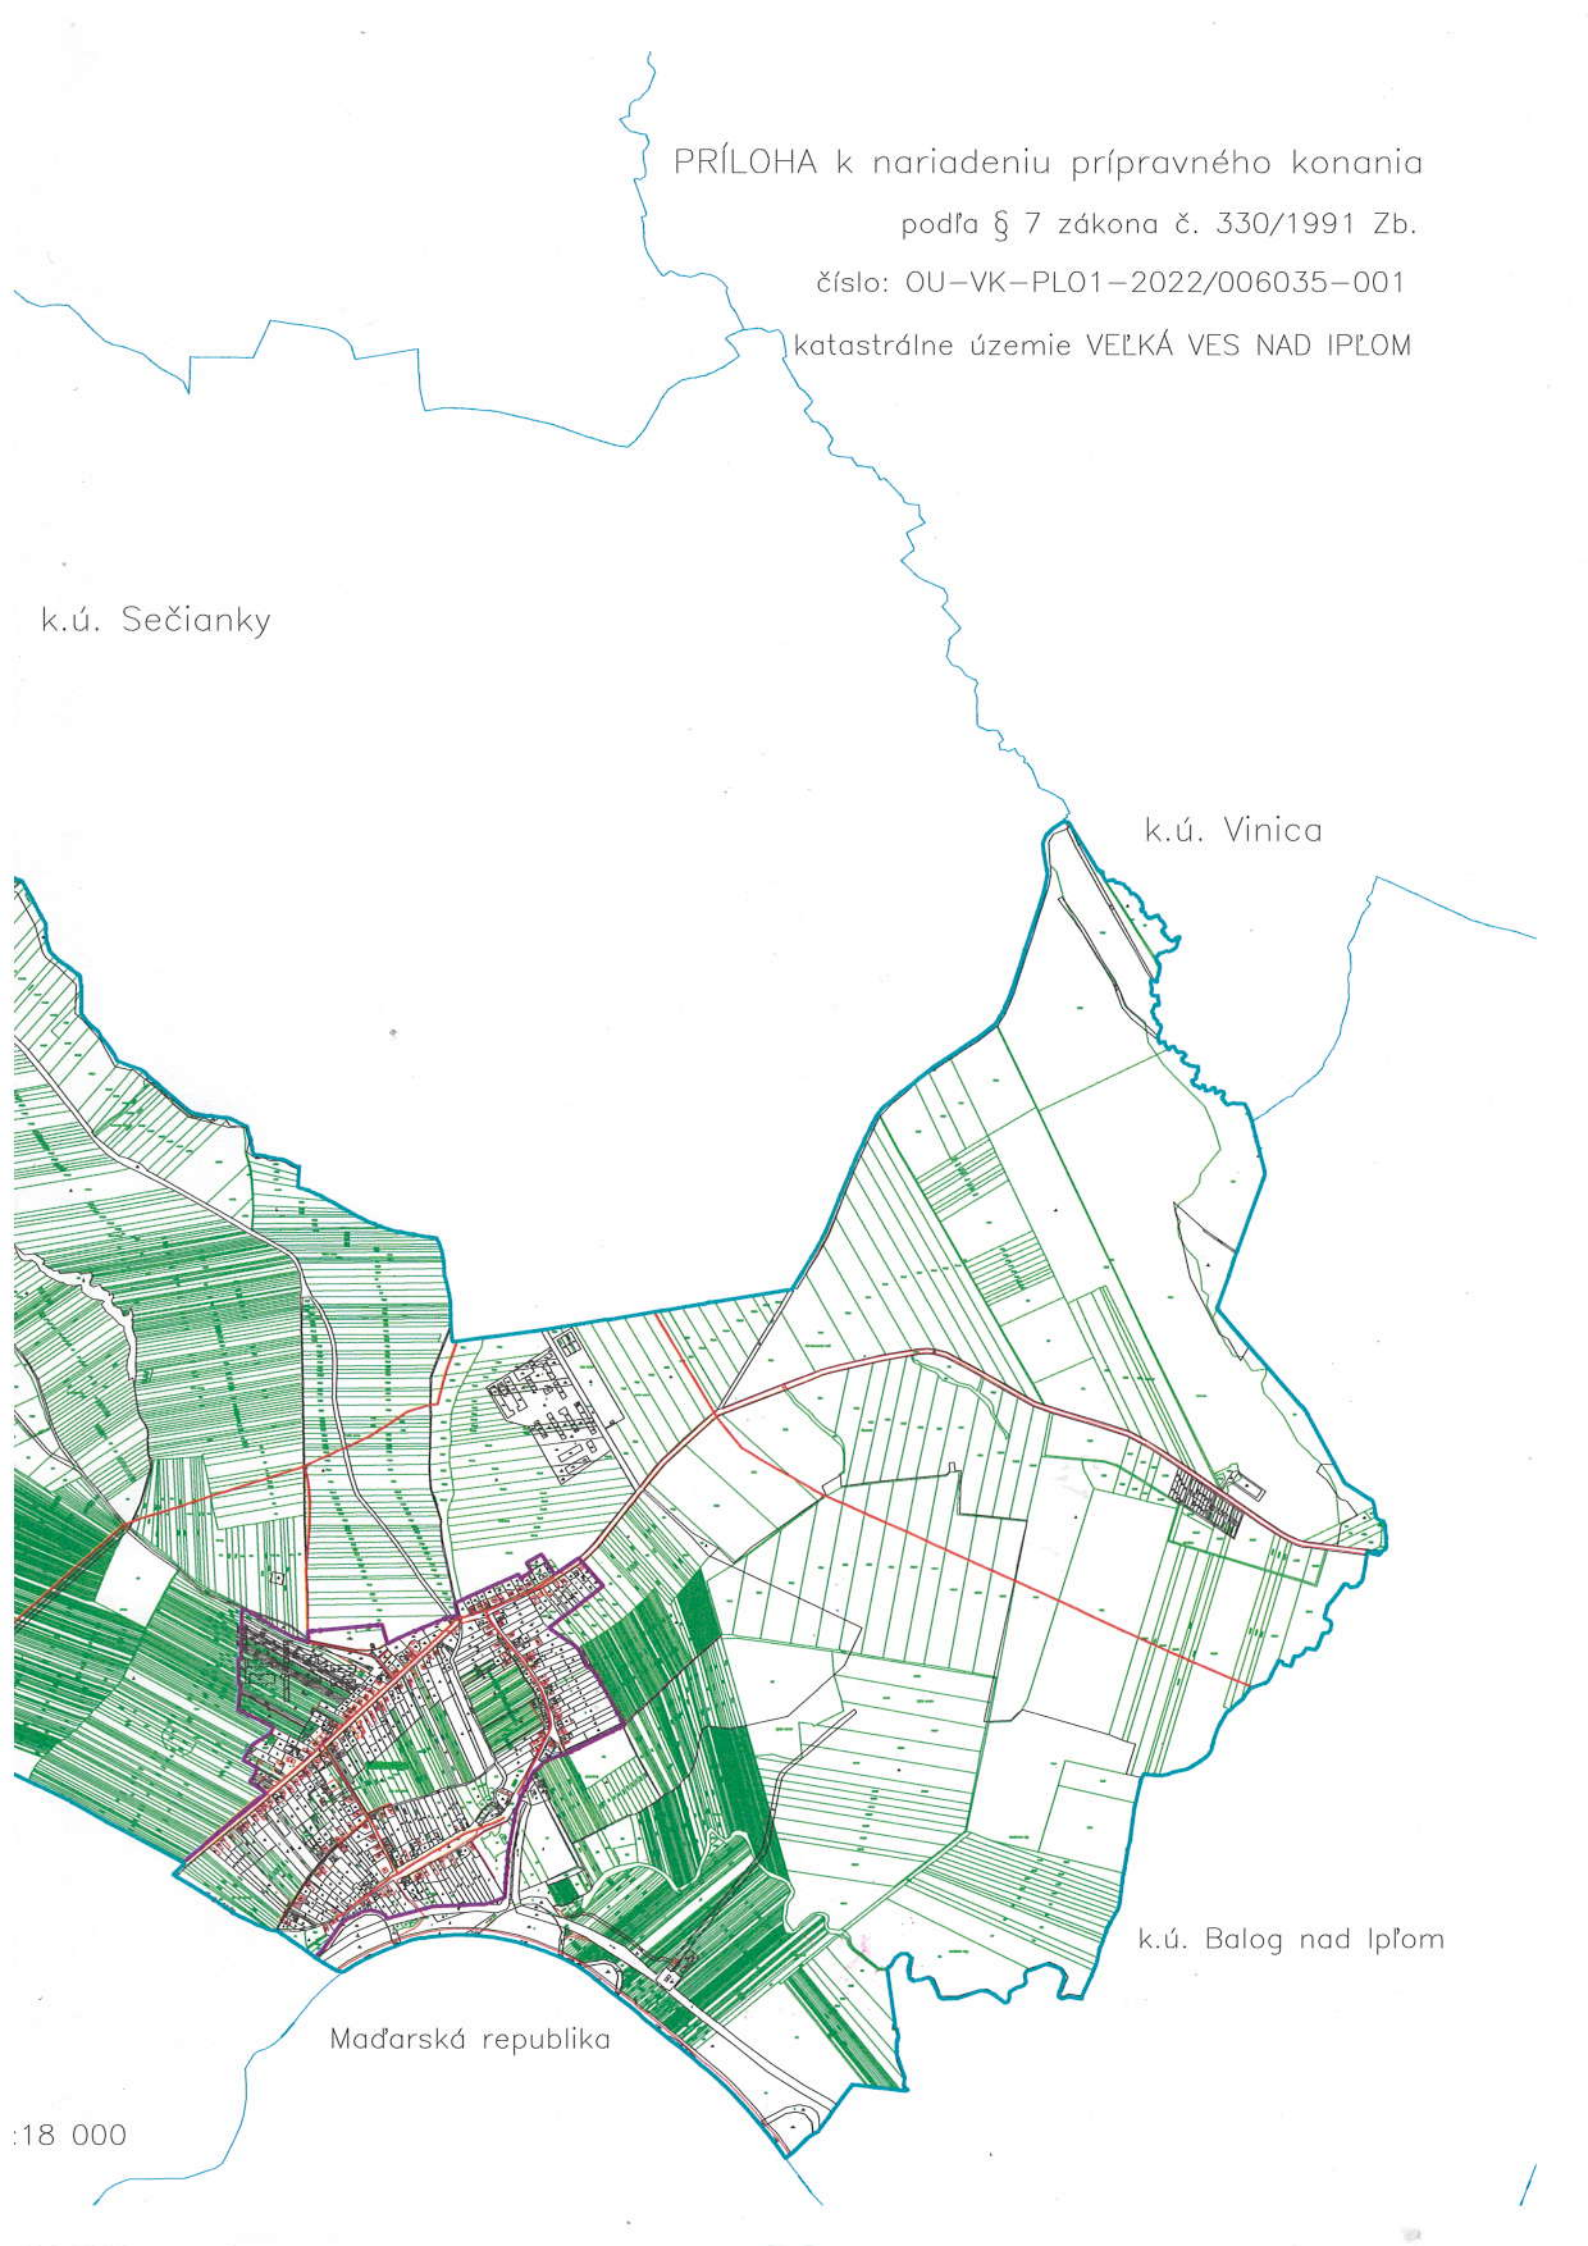 PRÍLOHA k nariadeniu prípravného konania
podľa § 7 zákona č. 330/1991 Zb.
číslo: OU-VK-PLO1-2022/006035-001
katastrálne územie VEĽKÁ VES NAD IPĽOM
k.ú. Sečianky
k.ú. Vinica
k.ú. Balog nad Ipľom
Maďarská republika
:18 000